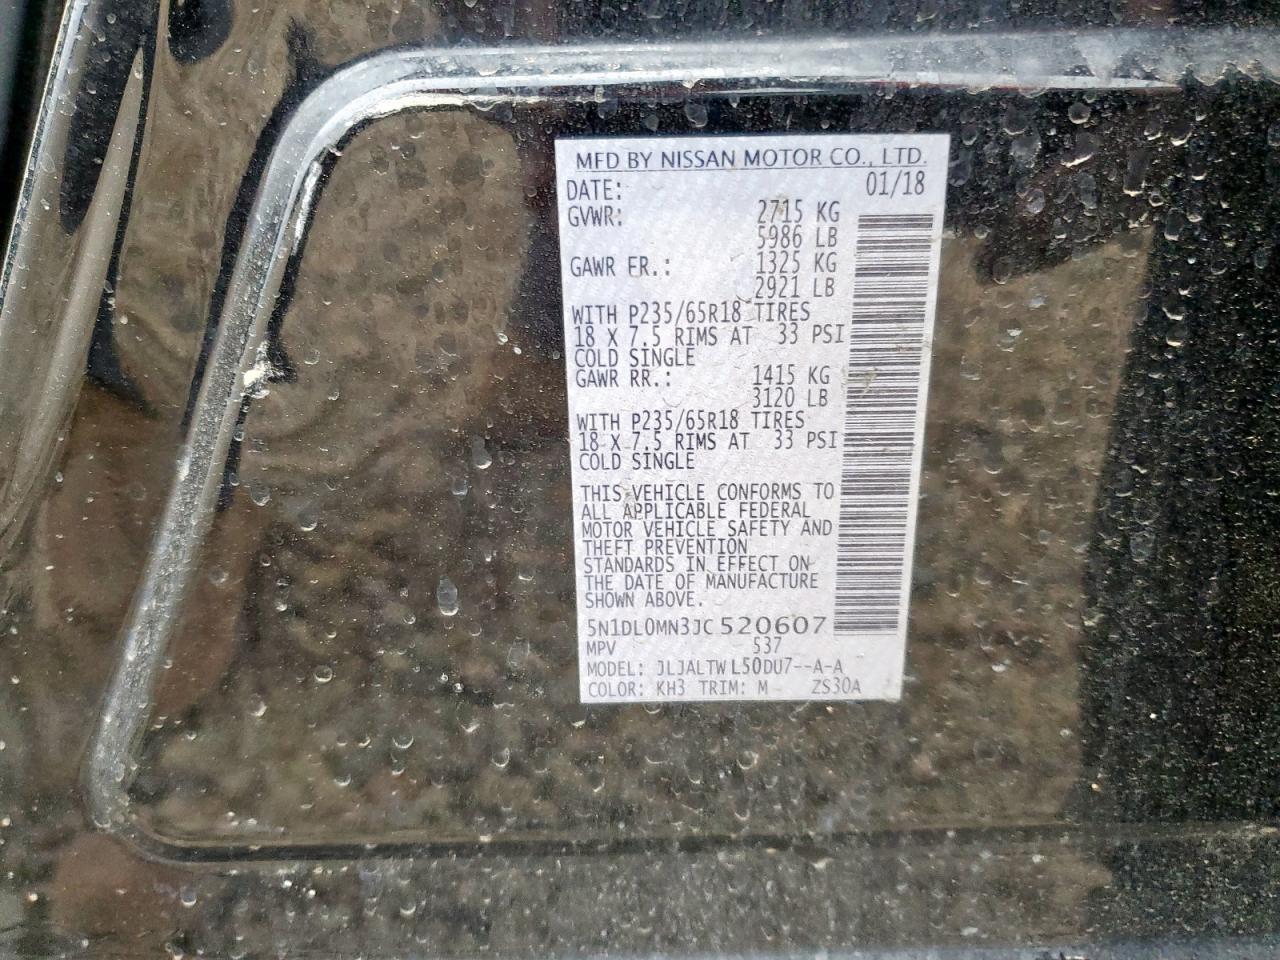 MFD BY NISSAN MOTOR CO., LTD.
DATE: 01/18
GVWR: 2715 KG
5986 LB
GAWR FR.: 1325 KG
2921 LB
WITH P235/65R18 TIRES
18 X 7.5 RIMS AT 33 PSI
COLD SINGLE
GAWR RR.: 1415 KG
3120 LB
WITH P235/65R18 TIRES
18 X 7.5 RIMS AT 33 PSI
COLD SINGLE
THIS VEHICLE CONFORMS TO
ALL APPLICABLE FEDERAL
MOTOR VEHICLE SAFETY AND
THEFT PREVENTION
STANDARDS IN EFFECT ON
THE DATE OF MANUFACTURE
SHOWN ABOVE.
5N1DL0MN3JC520607
MPV 537
MODEL: JLJALTWL50DU7--A-A
COLOR: KH3 TRIM: M ZS30A